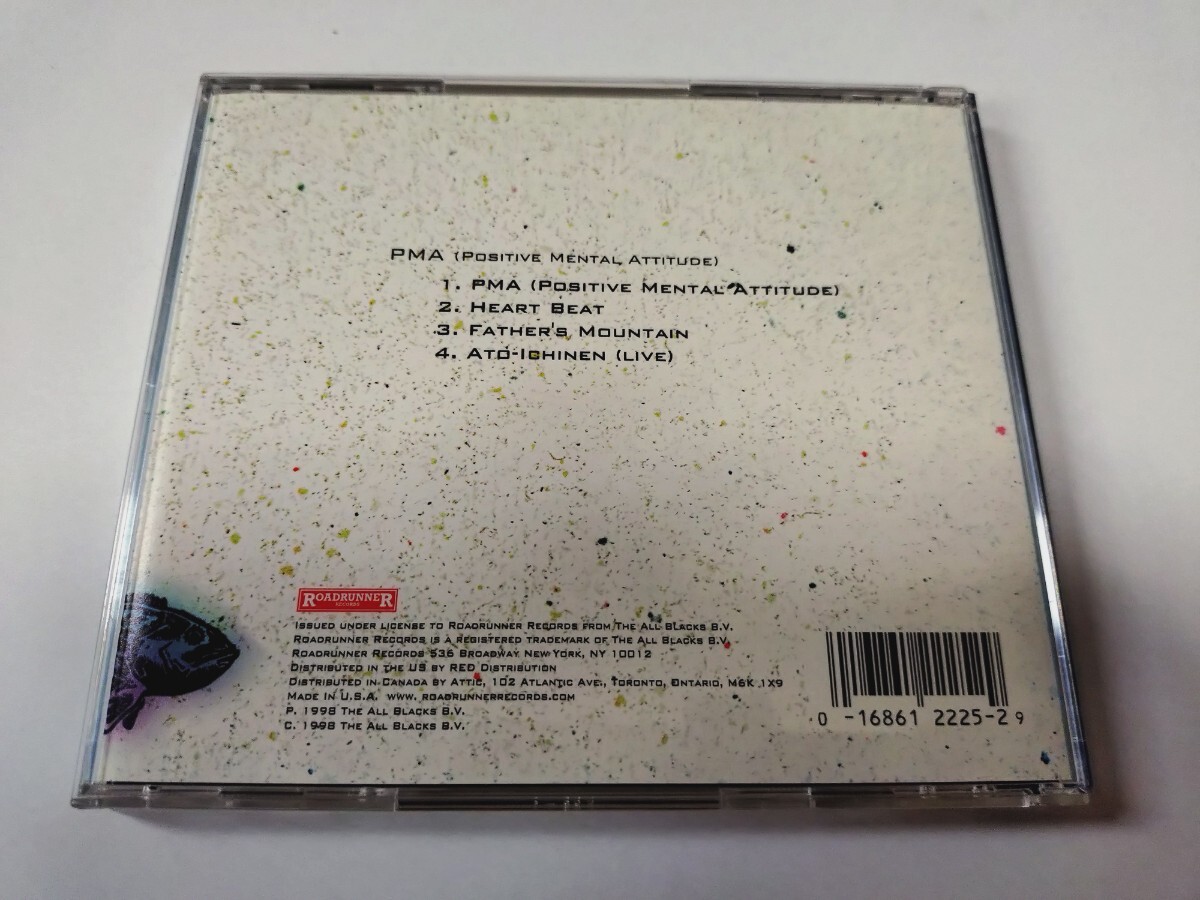 PMA (Positive Mental Attitude)
1. PMA (Positive Mental Attitude)
2. Heart Beat
3. Father's Mountain
4. Ato-Ichinen (live)
ROADRUNNER
RECORDS
Issued under license to Roadrunner Records from The All Blacks B.V.
Roadrunner Records is a registered trademark of The All Blacks B.V.
Roadrunner Records 536 Broadway New York, NY 10012
Distributed in the US by RED Distribution
Distributed in Canada by Attic, 102 Atlantic Ave., Toronto, Ontario, M6K 1X9
Made in U.S.A. www.roadrunnerrecords.com
P. 1998 The All Blacks B.V.
C. 1998 The All Blacks B.V.
0 -16861 2225-2 9